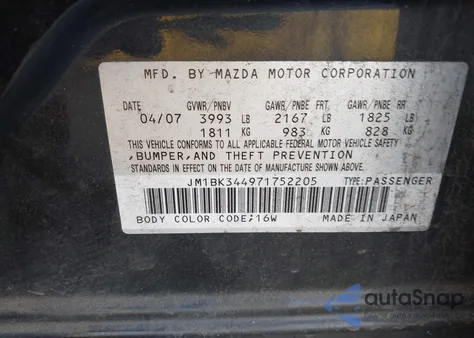 MFD. BY MAZDA MOTOR CORPORATION
DATE GVWR/PNBV GAWR/PNBE FRT GAWR/PNBE RR
04/07 3993 LB 2167 LB 1825 LB
1811 KG 983 KG 828 KG
THIS VEHICLE CONFORMS TO ALL APPLICABLE FEDERAL MOTOR VEHICLE SAFETY
,BUMPER,AND THEFT PREVENTION
STANDARDS IN EFFECT ON THE DATE OF MANUFACTURE SHOWN ABOVE.
JM1BK344971752205 TYPE:PASSENGER
BODY COLOR CODE;16W MADE IN JAPAN
autoSnap